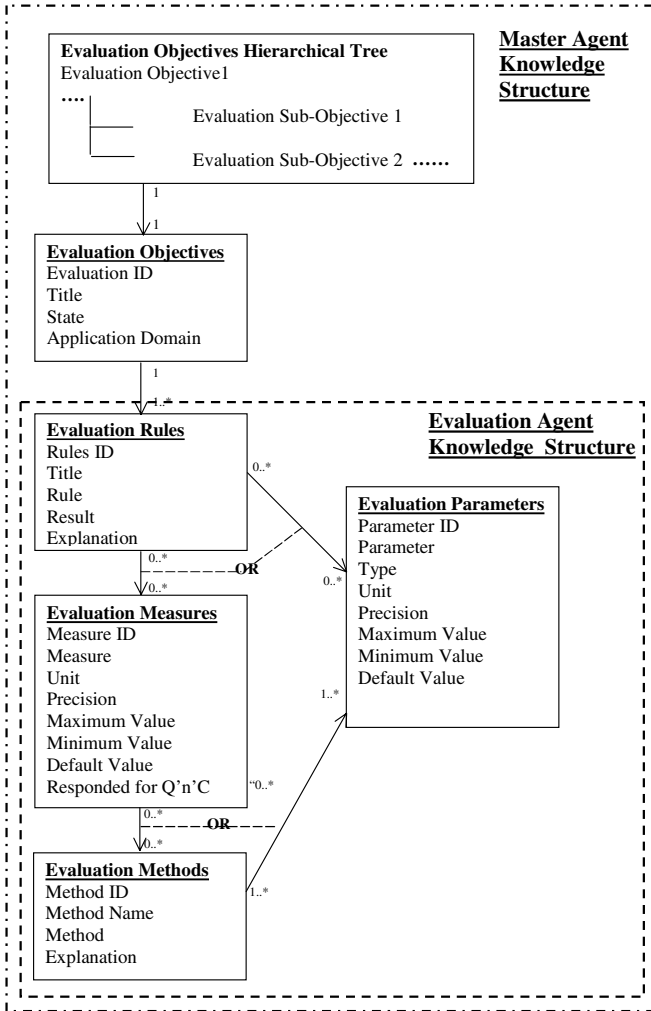 Master Agent
Knowledge
Structure
Evaluation Objectives Hierarchical Tree
Evaluation Objective1
....
Evaluation Sub-Objective 1
Evaluation Sub-Objective 2 ......
1
1
Evaluation Objectives
Evaluation ID
Title
State
Application Domain
1
1..*
Evaluation Agent
Knowledge Structure
Evaluation Rules
Rules ID
Title
Rule
Result
Explanation
0..*
0..*
OR
0..*
0..*
Evaluation Parameters
Parameter ID
Parameter
Type
Unit
Precision
Maximum Value
Minimum Value
Default Value
1..*
Evaluation Measures
Measure ID
Measure
Unit
Precision
Maximum Value
Minimum Value
Default Value
Responded for Q'n'C
“0..*
0..*
OR
0..*
1..*
Evaluation Methods
Method ID
Method Name
Method
Explanation